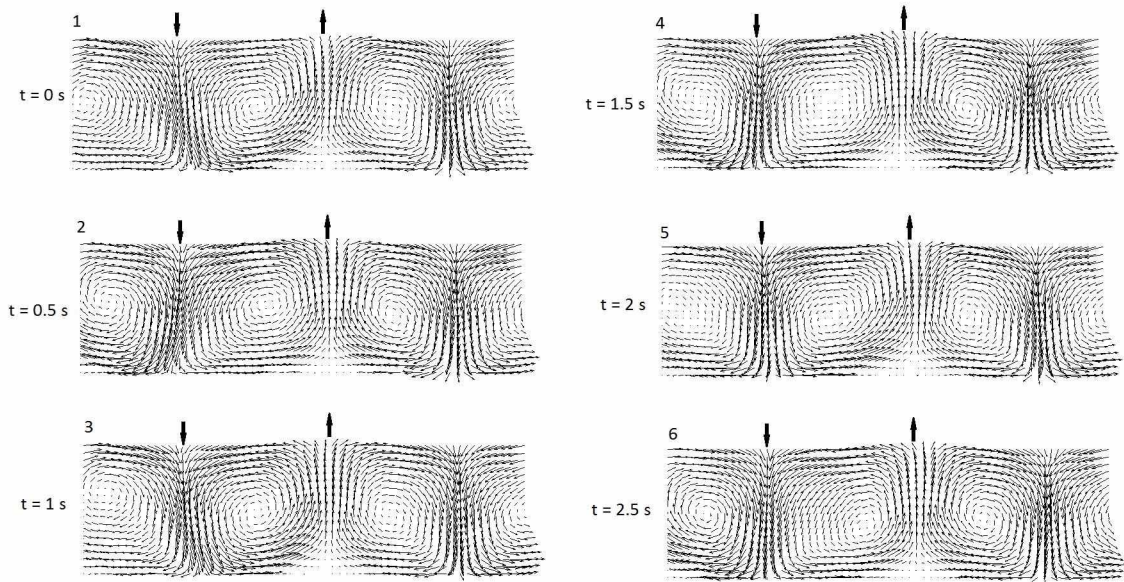 1
t = 0 s
2
t = 0.5 s
3
t = 1 s
4
t = 1.5 s
5
t = 2 s
6
t = 2.5 s